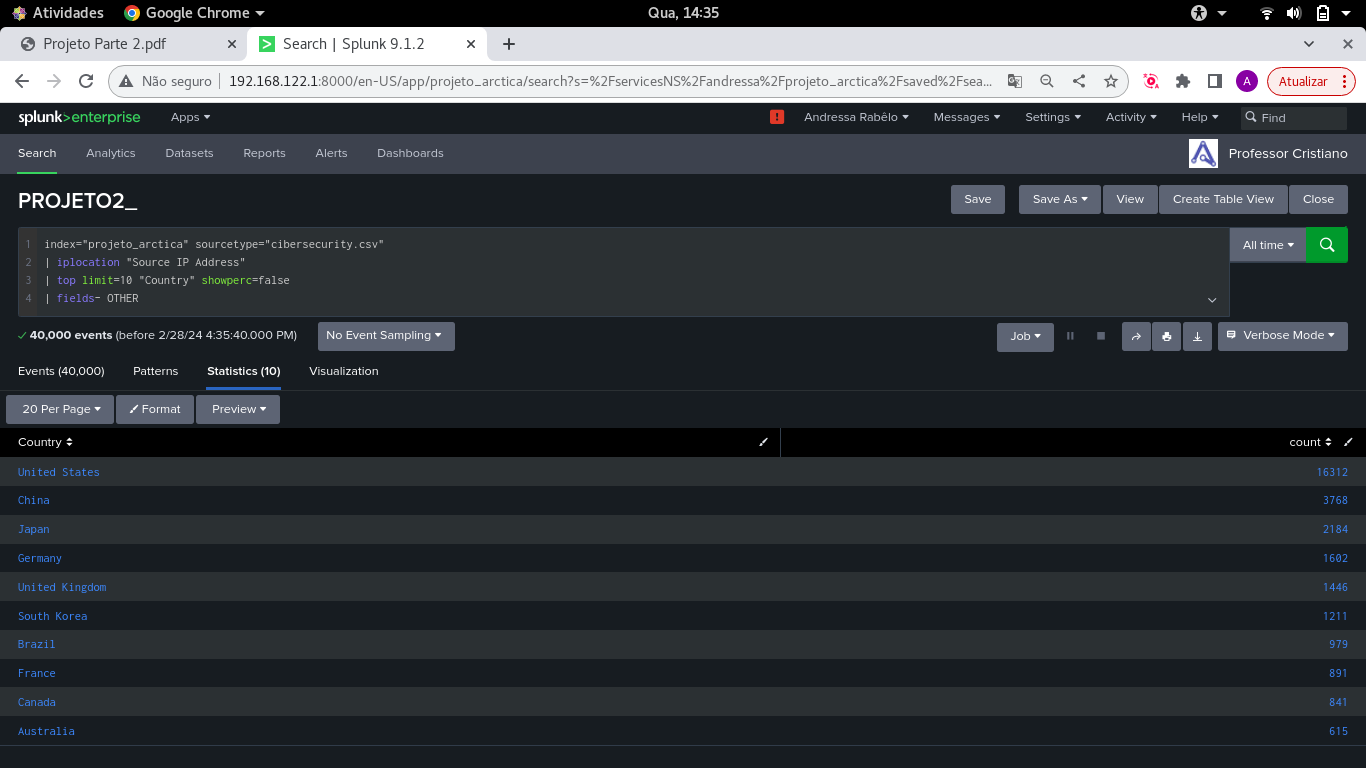 Atividades Google Chrome Qua, 14:35
Projeto Parte 2.pdf Search | Splunk 9.1.2
Não seguro 192.168.122.1:8000/en-US/app/projeto_arctica/search?s=%2FservicesNS%2Fandressa%2Fprojeto_arctica%2Fsaved%2Fsea... A Atualizar
splunk>enterprise Apps Andressa Rabêlo Messages Settings Activity Help Find
Search Analytics Datasets Reports Alerts Dashboards Professor Cristiano
PROJETO2_ Save Save As View Create Table View Close
1 index="projeto_arctica" sourcetype="cibersecurity.csv" All time
2 | iplocation "Source IP Address"
3 | top limit=10 "Country" showperc=false
4 | fields- OTHER
40,000 events (before 2/28/24 4:35:40.000 PM) No Event Sampling Job Verbose Mode
Events (40,000) Patterns Statistics (10) Visualization
20 Per Page Format Preview
Country count
United States 16312
China 3768
Japan 2184
Germany 1602
United Kingdom 1446
South Korea 1211
Brazil 979
France 891
Canada 841
Australia 615